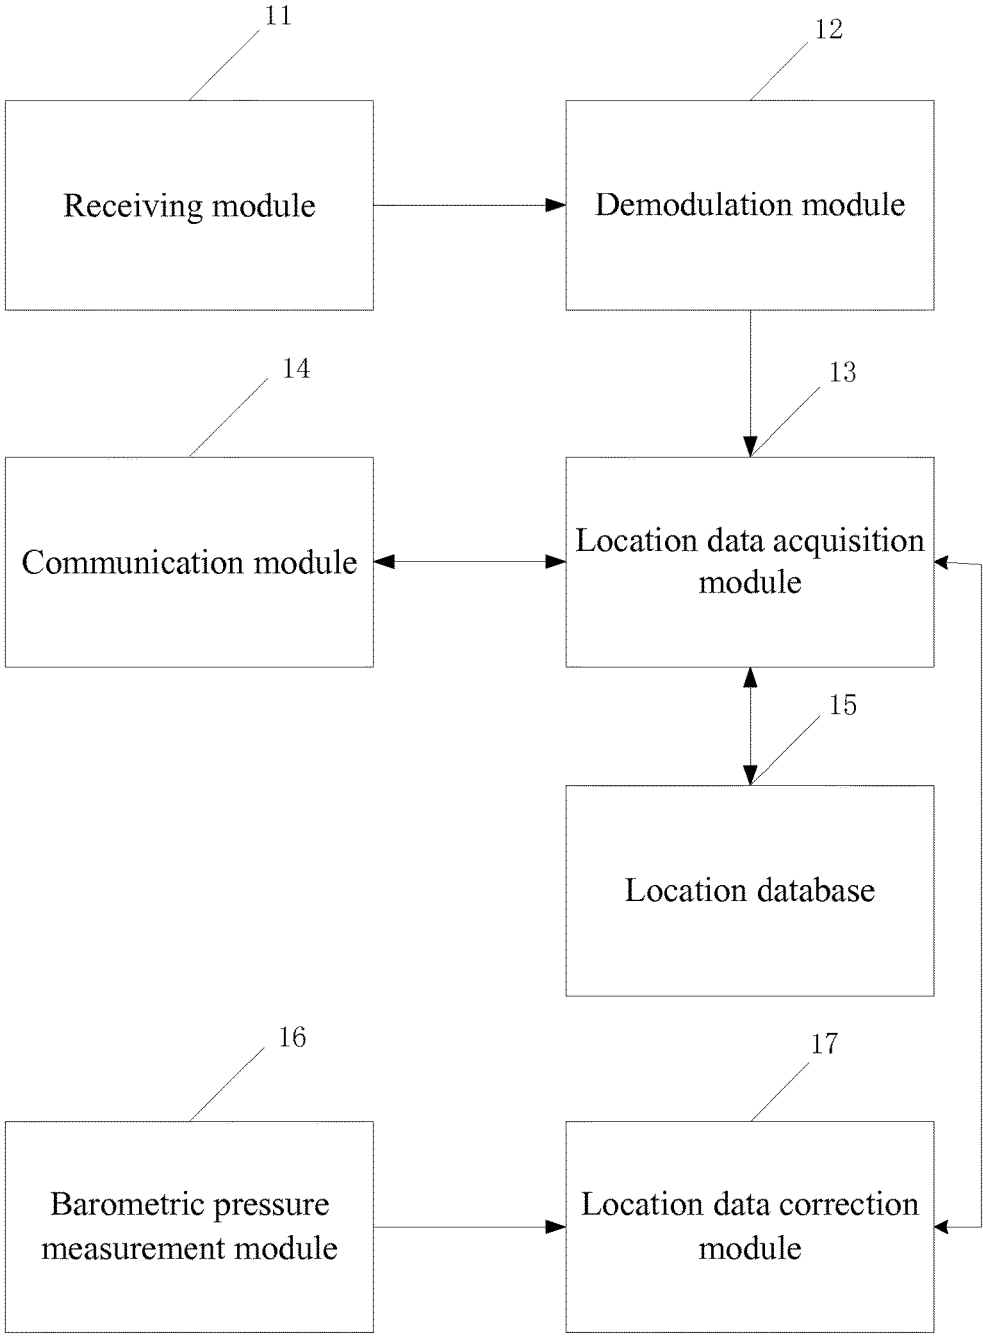 11
12
Receiving module
Demodulation module
14
13
Communication module
Location data acquisition
module
15
Location database
16
17
Barometric pressure
measurement module
Location data correction
module